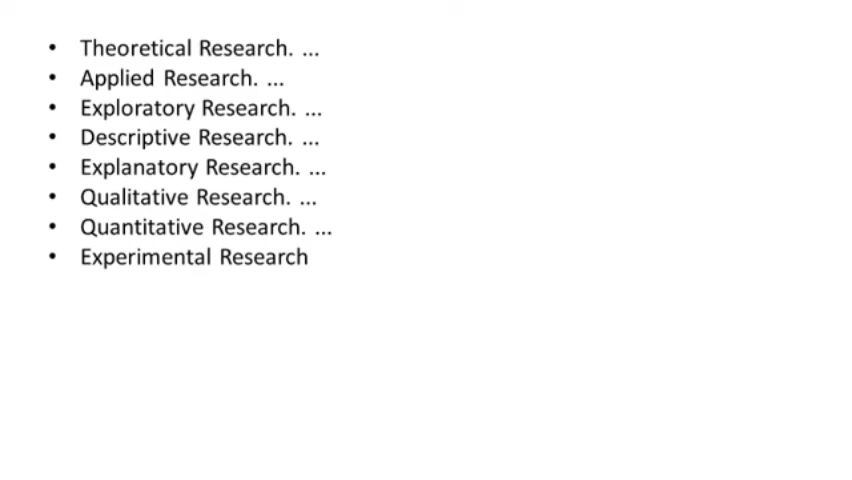 • Theoretical Research. ...
• Applied Research. ...
• Exploratory Research. ...
• Descriptive Research. ...
• Explanatory Research. ...
• Qualitative Research. ...
• Quantitative Research. ...
• Experimental Research